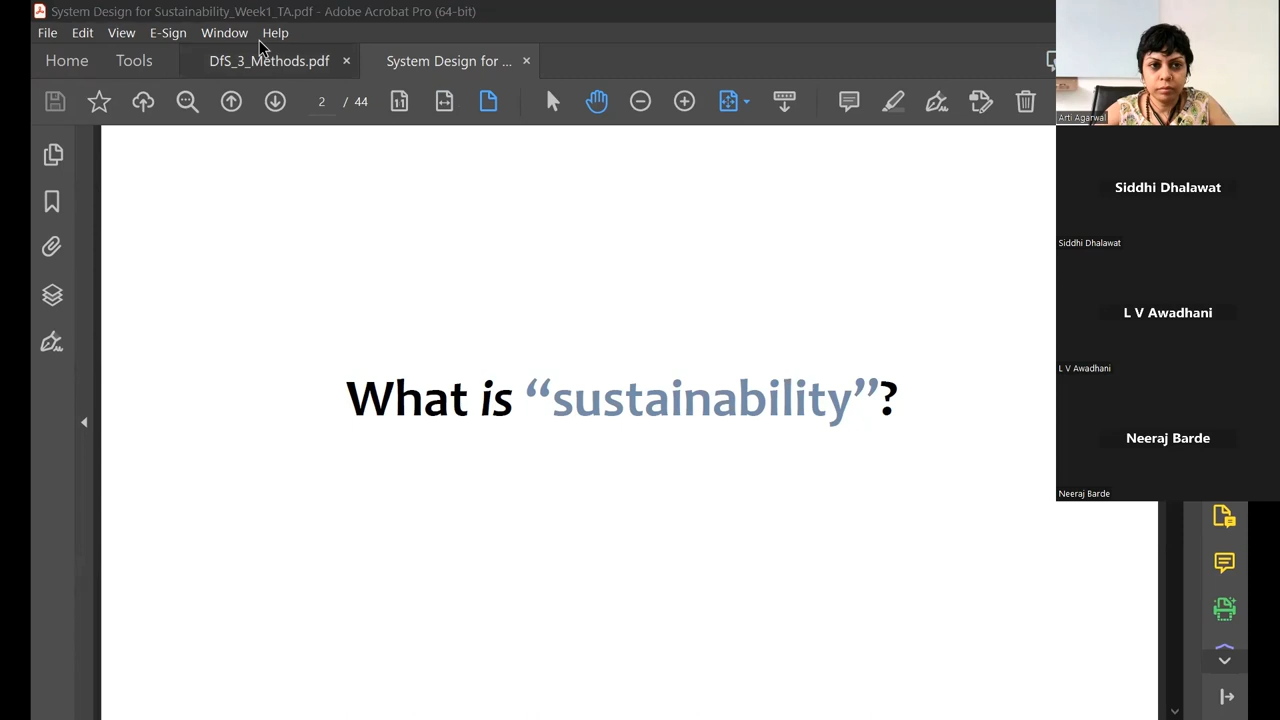 System Design for Sustainability_Week1_TA.pdf - Adobe Acrobat Pro (64-bit)
File Edit View E-Sign Window Help
Home Tools DfS_3_Methods.pdf × System Design for ... ×
2 / 44
What is “sustainability”?
Arti Agarwal
Siddhi Dhalawat
Siddhi Dhalawat
L V Awadhani
L V Awadhani
Neeraj Barde
Neeraj Barde